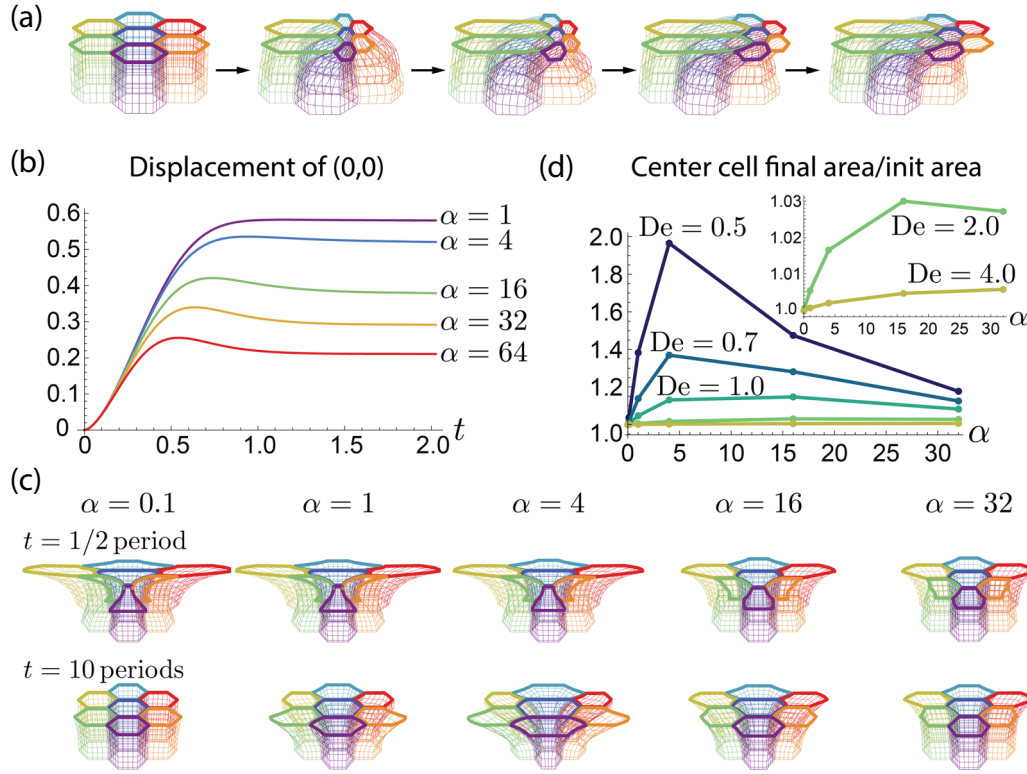 (a)
(b)
Displacement of (0,0)
0.6
0.5
0.4
0.3
0.2
0.1
0
0.0
0.5
1.0
1.5
2.0
t
α = 1
α = 4
α = 16
α = 32
α = 64
(d)
Center cell final area/init area
2.0
1.8
1.6
1.4
1.2
1.0
0
5
10
15
20
25
30
α
De = 0.5
De = 0.7
De = 1.0
1.03
1.02
1.01
1.0
0
5
10
15
20
25
30
α
De = 2.0
De = 4.0
(c)
α = 0.1
α = 1
α = 4
α = 16
α = 32
t = 1/2 period
t = 10 periods